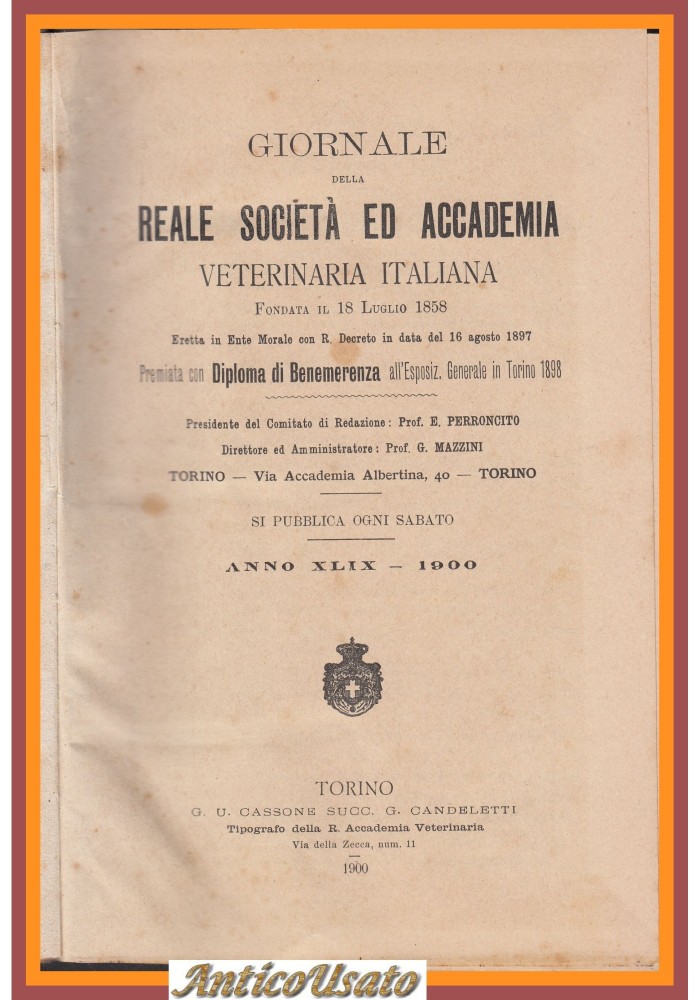 GIORNALE
DELLA
REALE SOCIETÀ ED ACCADEMIA
VETERINARIA ITALIANA
FONDATA IL 18 LUGLIO 1858
Eretta in Ente Morale con R. Decreto in data del 16 agosto 1897
Premiata con Diploma di Benemerenza all'Esposiz. Generale in Torino 1898
Presidente del Comitato di Redazione: Prof. E. PERRONCITO
Direttore ed Amministratore: Prof. G. MAZZINI
TORINO — Via Accademia Albertina, 40 — TORINO
SI PUBBLICA OGNI SABATO
ANNO XLIX — 1900
TORINO
G. U. CASSONE SUCC. G. CANDELETTI
Tipografo della R. Accademia Veterinaria
Via della Zecca, num. 11
1900
AnticoUsato